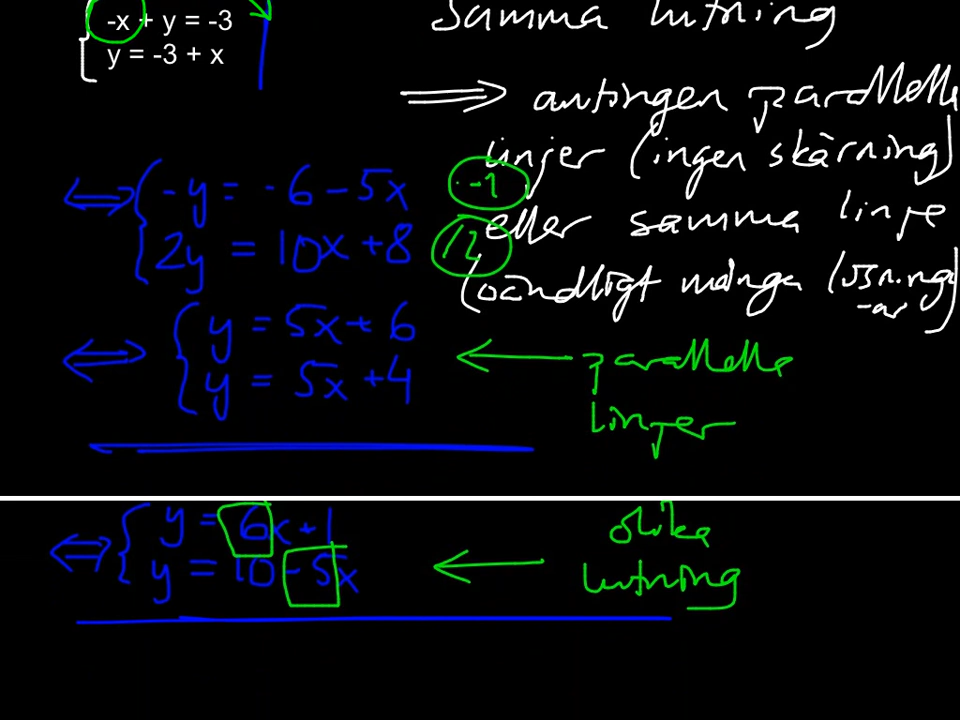 -x + y = -3
y = -3 + x
Samma lutning
⟹ antingen parallella
linjer (ingen skärning)
eller samma linje
(oändligt många lösningar
-ar)
⇔ { -y = -6 - 5x ·-1
2y = 10x + 8 /2
⇔ { y = 5x + 6
y = 5x + 4
← parallella
linjer
⇔ { y = 6x + 1
y = 10 - 5x
← olika
lutning